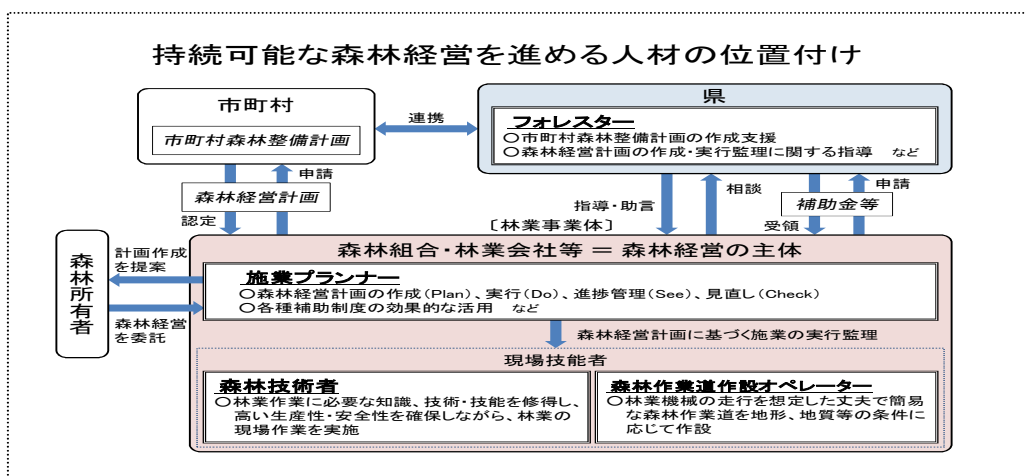 持続可能な森林経営を進める人材の位置付け
市町村
市町村森林整備計画
連携
県
フォレスター
○市町村森林整備計画の作成支援
○森林経営計画の作成・実行監理に関する指導　など
申請
森林経営計画
認定
指導・助言
相談
申請
補助金等
受領
〔林業事業体〕
森林所有者
計画作成
を提案
森林経営
を委託
森林組合・林業会社等 ＝ 森林経営の主体
施業プランナー
○森林経営計画の作成(Plan)、実行(Do)、進捗管理(See)、見直し(Check)
○各種補助制度の効果的な活用　など
森林経営計画に基づく施業の実行監理
現場技能者
森林技術者
○林業作業に必要な知識、技術・技能を修得し、
高い生産性・安全性を確保しながら、林業の
現場作業を実施
森林作業道作設オペレーター
○林業機械の走行を想定した丈夫で簡易
な森林作業道を地形、地質等の条件に
応じて作設